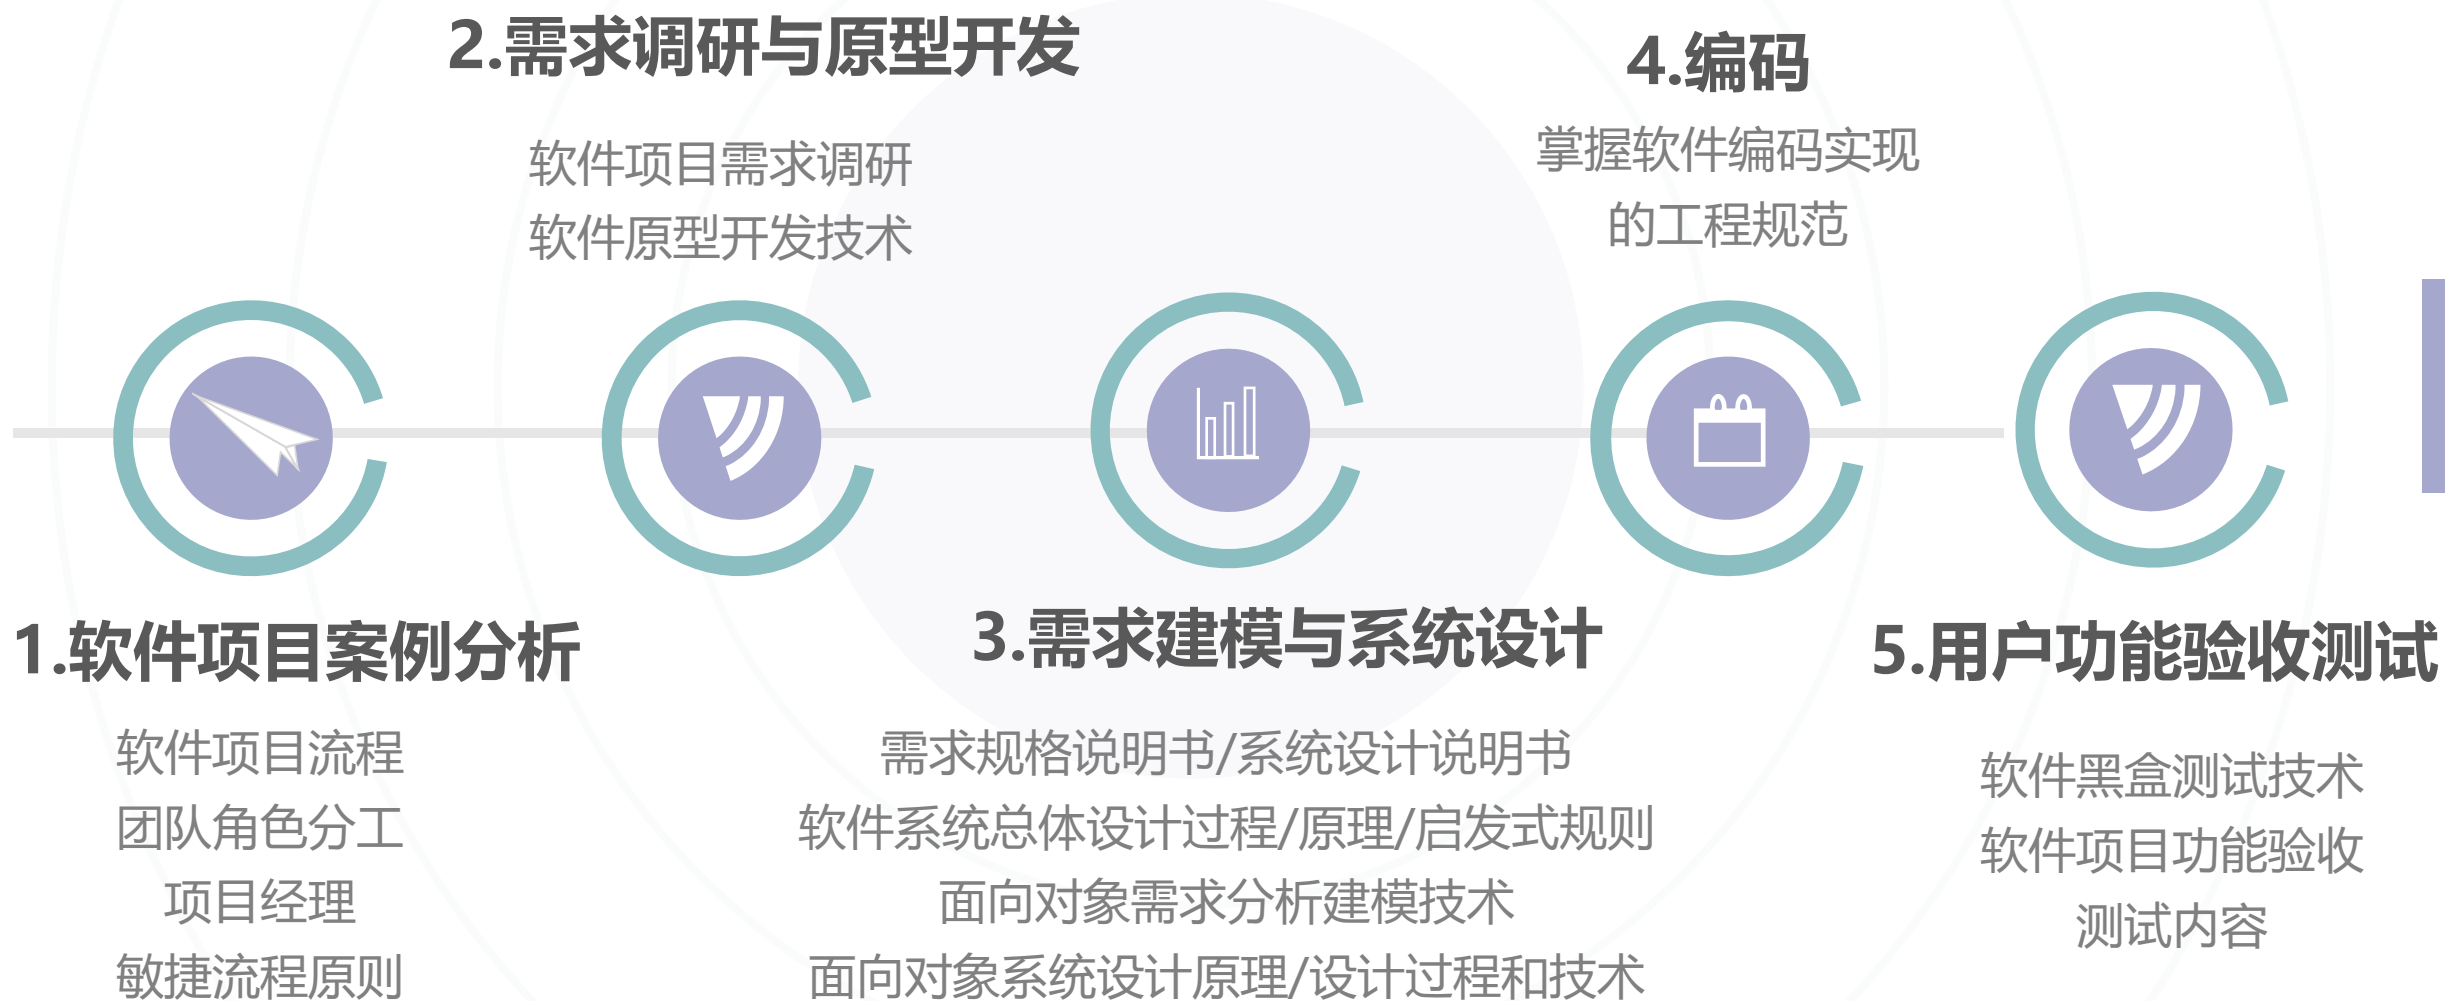 1.软件项目案例分析
软件项目流程
团队角色分工
项目经理
敏捷流程原则
2.需求调研与原型开发
软件项目需求调研
软件原型开发技术
3.需求建模与系统设计
需求规格说明书/系统设计说明书
软件系统总体设计过程/原理/启发式规则
面向对象需求分析建模技术
面向对象系统设计原理/设计过程和技术
4.编码
掌握软件编码实现
的工程规范
5.用户功能验收测试
软件黑盒测试技术
软件项目功能验收
测试内容